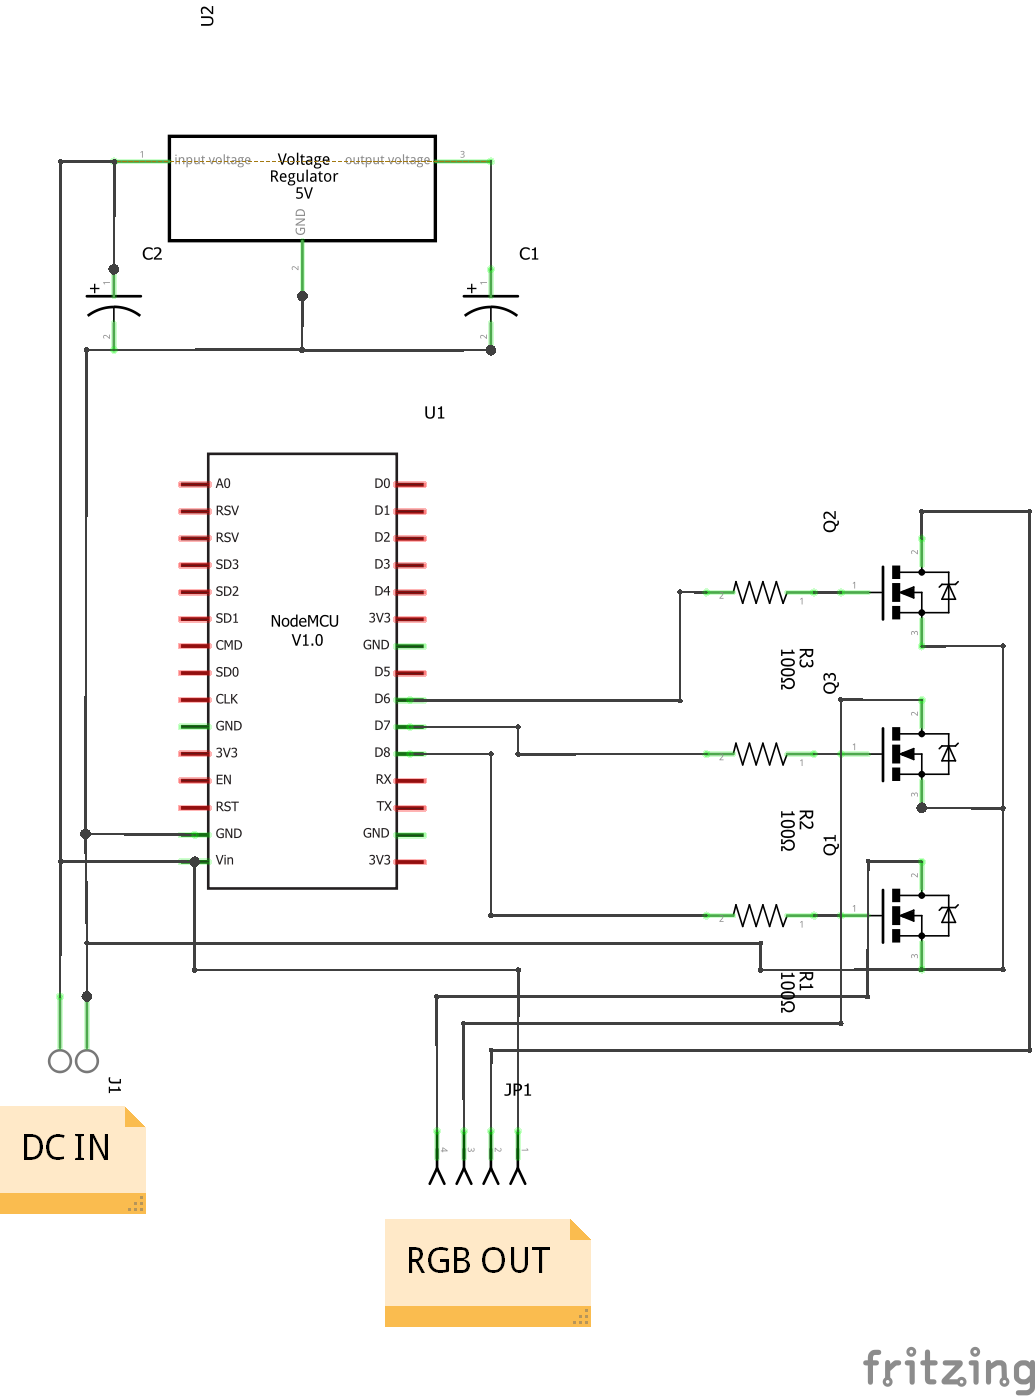 U2
1
input voltage
Voltage
output voltage
3
Regulator
5V
GND
2
C2
C1
+
1
2
+
1
2
U1
A0
RSV
RSV
SD3
SD2
SD1
CMD
SD0
CLK
GND
3V3
EN
RST
GND
Vin
NodeMCU
V1.0
D0
D1
D2
D3
D4
3V3
GND
D5
D6
D7
D8
RX
TX
GND
3V3
Q2
2
1
3
2
1
R3
100Ω
Q3
2
1
3
2
1
R2
100Ω
Q1
2
1
3
2
1
R1
100Ω
J1
DC IN
JP1
4
3
2
1
RGB OUT
fritzing